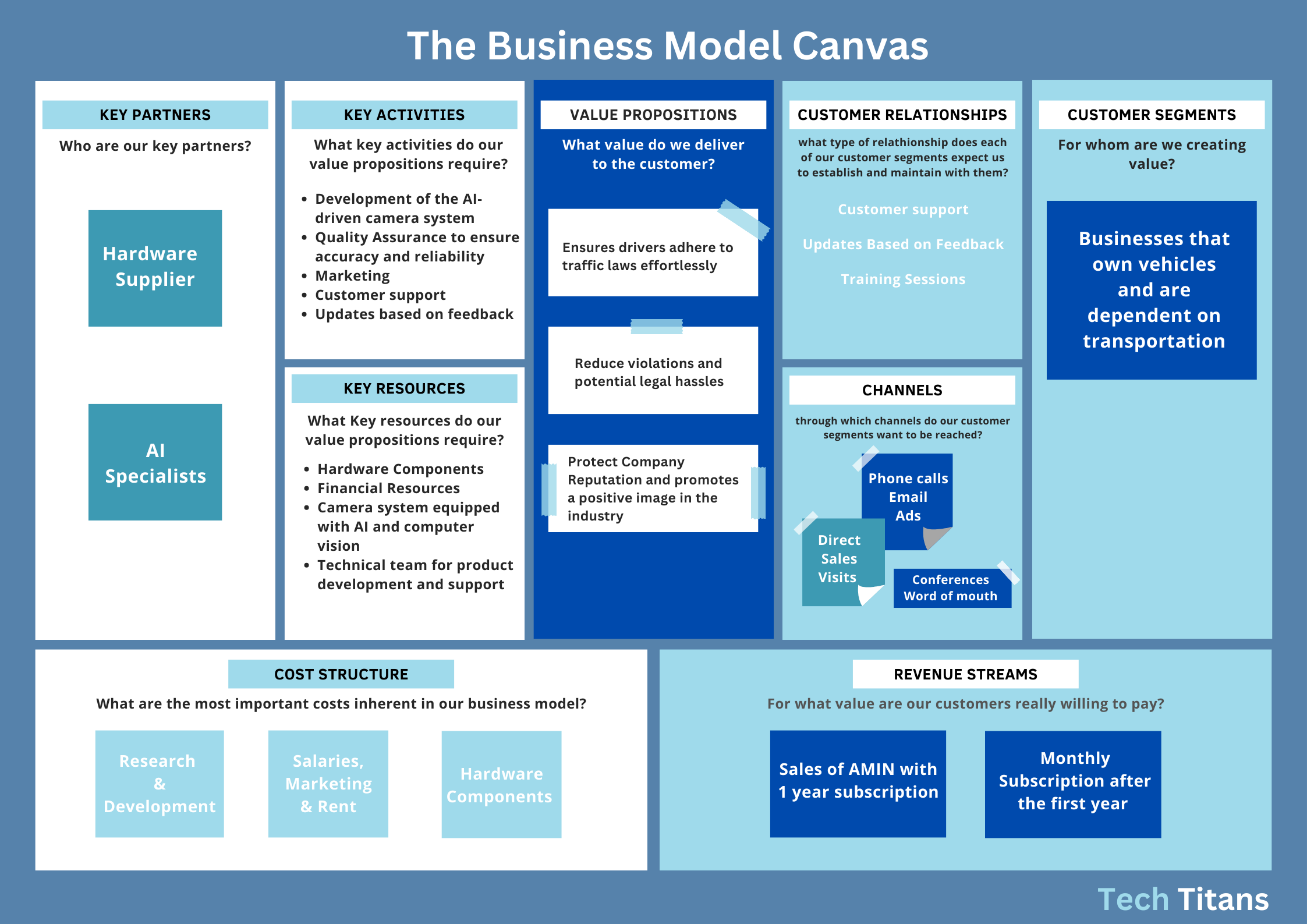 The Business Model Canvas
KEY PARTNERS
Who are our key partners?
Hardware
Supplier
AI
Specialists
KEY ACTIVITIES
What key activities do our
value propositions require?
• Development of the AI-
driven camera system
• Quality Assurance to ensure
accuracy and reliability
• Marketing
• Customer support
• Updates based on feedback
KEY RESOURCES
What Key resources do our
value propositions require?
• Hardware Components
• Financial Resources
• Camera system equipped
with AI and computer
vision
• Technical team for product
development and support
VALUE PROPOSITIONS
What value do we deliver
to the customer?
Ensures drivers adhere to
traffic laws effortlessly
Reduce violations and
potential legal hassles
Protect Company
Reputation and promotes
a positive image in the
industry
CUSTOMER RELATIONSHIPS
what type of relathionship does each
of our customer segments expect us
to establish and maintain with them?
Customer support
Updates Based on Feedback
Training Sessions
CHANNELS
through which channels do our customer
segments want to be reached?
Phone calls
Email
Ads
Direct
Sales
Visits
Conferences
Word of mouth
CUSTOMER SEGMENTS
For whom are we creating
value?
Businesses that
own vehicles
and are
dependent on
transportation
COST STRUCTURE
What are the most important costs inherent in our business model?
Research
&
Development
Salaries,
Marketing
& Rent
Hardware
Components
REVENUE STREAMS
For what value are our customers really willing to pay?
Sales of AMIN with
1 year subscription
Monthly
Subscription after
the first year
Tech Titans